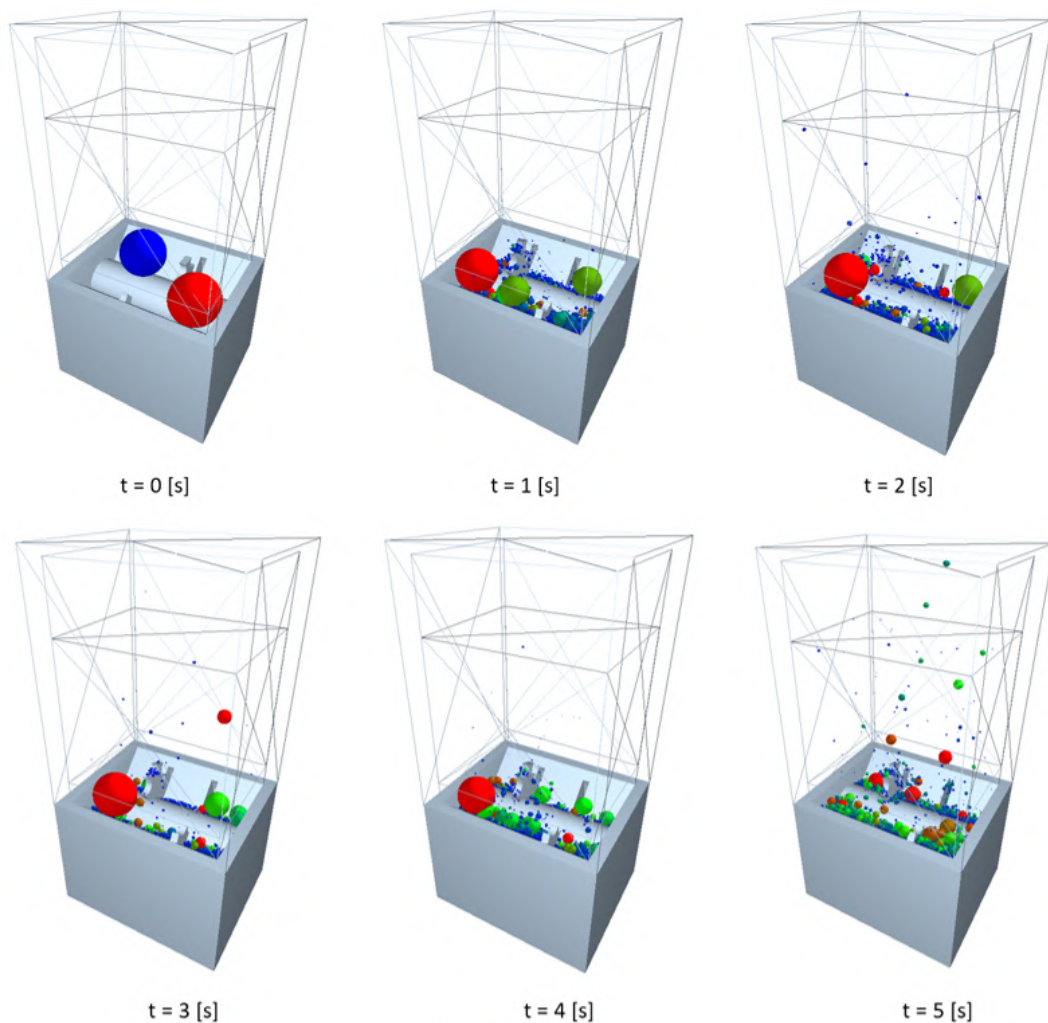 t = 0 [s]
t = 1 [s]
t = 2 [s]
t = 3 [s]
t = 4 [s]
t = 5 [s]